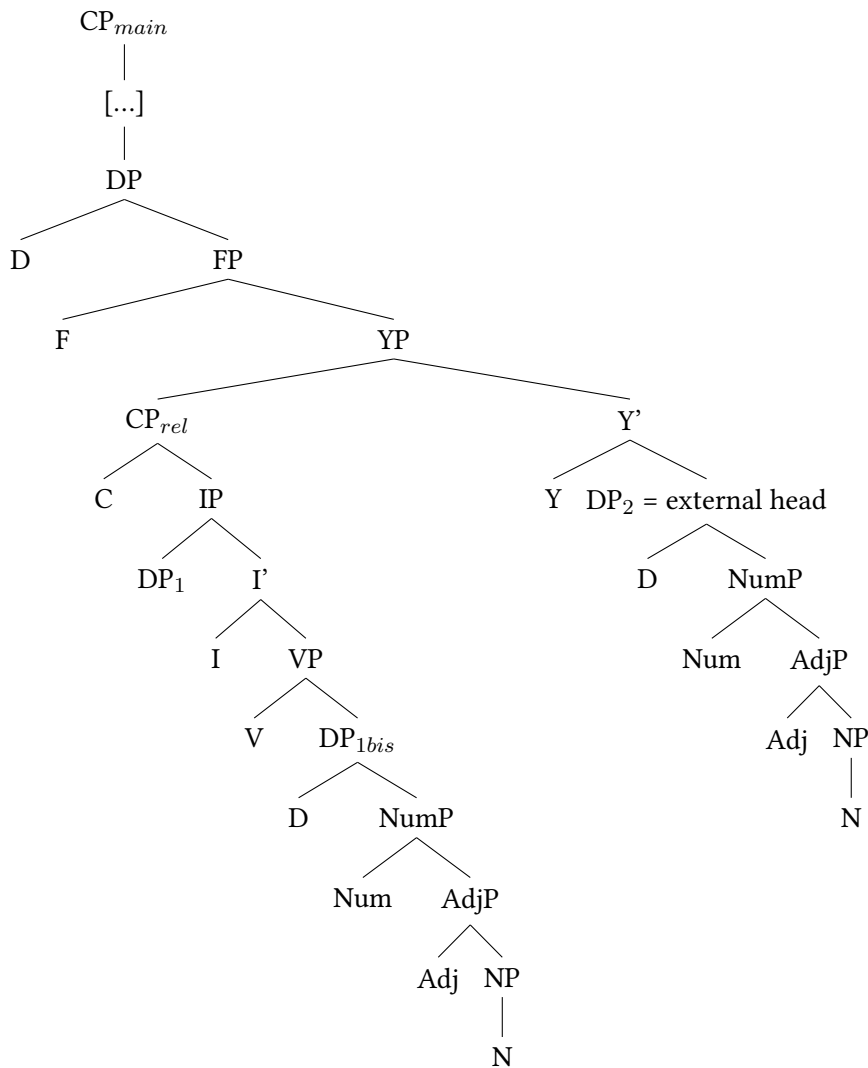 CP_main
[...]
DP
D FP
F YP
CP_rel Y'
C IP Y DP_2 = external head
DP_1 I' D NumP
I VP Num AdjP
V DP_1bis Adj NP
D NumP N
Num AdjP
Adj NP
N